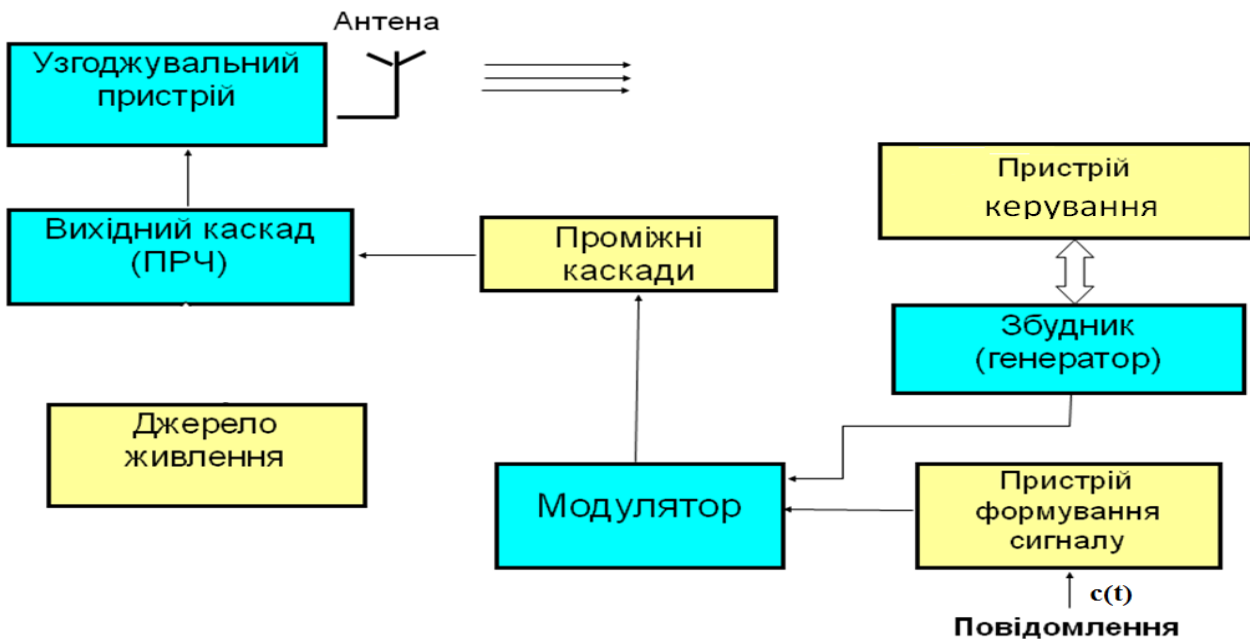 Антена
Узгоджувальний
пристрій
Пристрій
керування
Вихідний каскад
(ПРЧ)
Проміжні
каскади
Збудник
(генератор)
Джерело
живлення
Модулятор
Пристрій
формування
сигналу
c(t)
Повідомлення